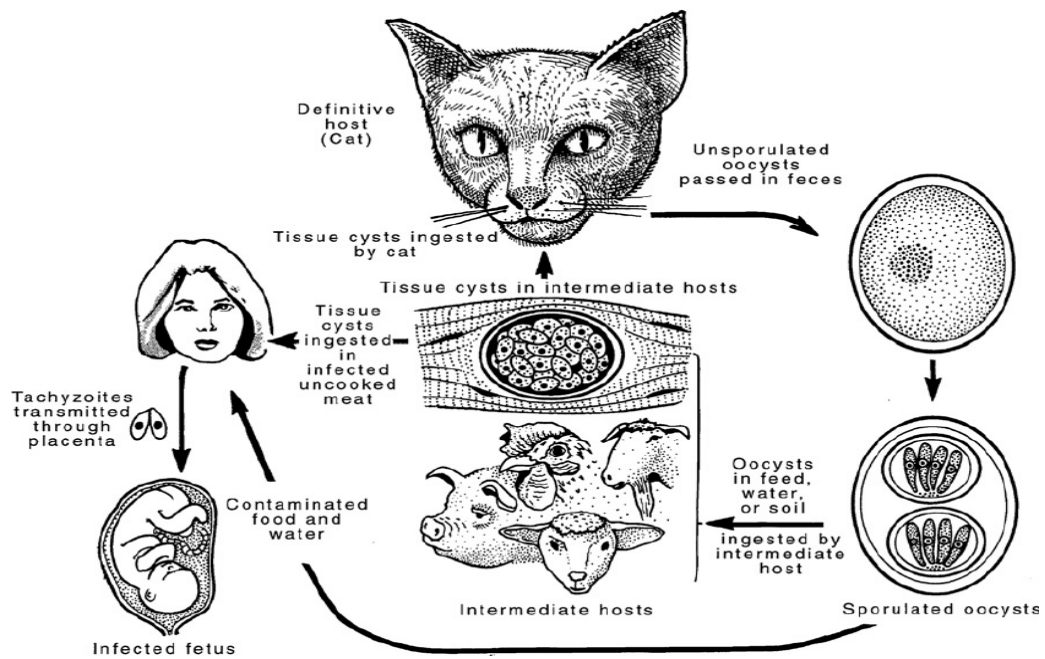 Definitive
host
(Cat)
Unsporulated
oocysts
passed in feces
Tissue cysts ingested
by cat
Tissue cysts in intermediate hosts
Tissue
cysts
ingested
in
infected
uncooked
meat
Tachyzoites
transmitted
through
placenta
Contaminated
food and
water
Oocysts
in feed,
water,
or soil
ingested by
intermediate
host
Intermediate hosts
Sporulated oocysts
Infected fetus